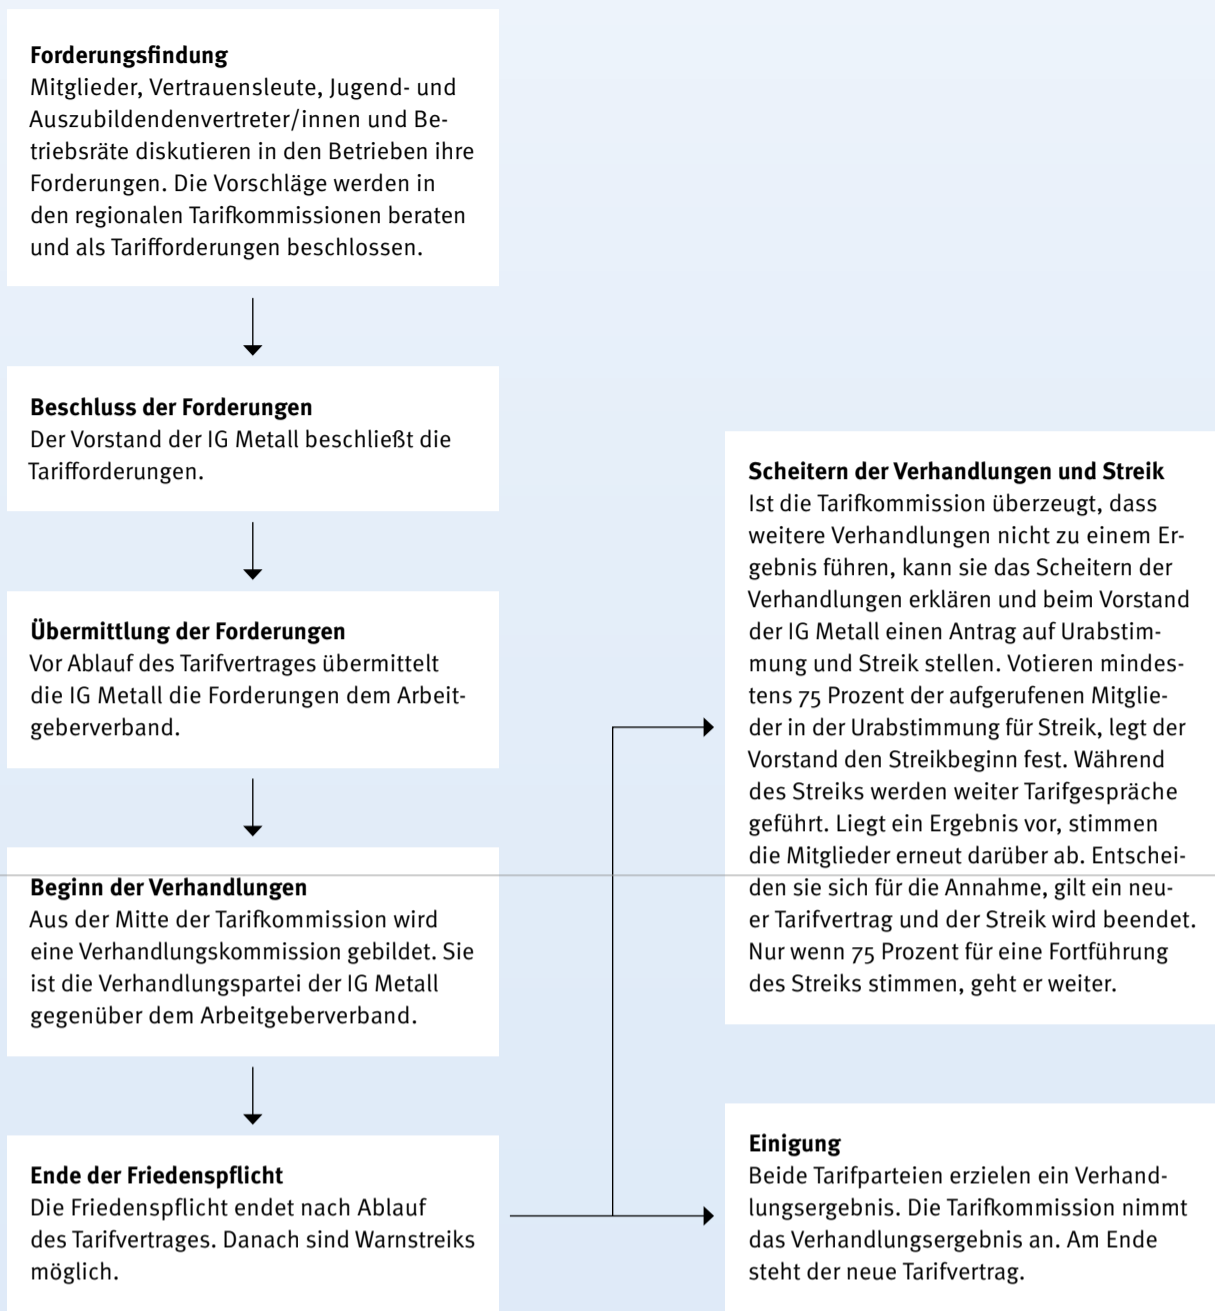 Forderungsfindung
Mitglieder, Vertrauensleute, Jugend- und
Auszubildendenvertreter/innen und Be-
triebsräte diskutieren in den Betrieben ihre
Forderungen. Die Vorschläge werden in
den regionalen Tarifkommissionen beraten
und als Tarifforderungen beschlossen.
Beschluss der Forderungen
Der Vorstand der IG Metall beschließt die
Tarifforderungen.
Übermittlung der Forderungen
Vor Ablauf des Tarifvertrages übermittelt
die IG Metall die Forderungen dem Arbeit-
geberverband.
Beginn der Verhandlungen
Aus der Mitte der Tarifkommission wird
eine Verhandlungskommission gebildet. Sie
ist die Verhandlungspartei der IG Metall
gegenüber dem Arbeitgeberverband.
Ende der Friedenspflicht
Die Friedenspflicht endet nach Ablauf
des Tarifvertrages. Danach sind Warnstreiks
möglich.
Scheitern der Verhandlungen und Streik
Ist die Tarifkommission überzeugt, dass
weitere Verhandlungen nicht zu einem Er-
gebnis führen, kann sie das Scheitern der
Verhandlungen erklären und beim Vorstand
der IG Metall einen Antrag auf Urabstim-
mung und Streik stellen. Votieren mindes-
tens 75 Prozent der aufgerufenen Mitglie-
der in der Urabstimmung für Streik, legt der
Vorstand den Streikbeginn fest. Während
des Streiks werden weiter Tarifgespräche
geführt. Liegt ein Ergebnis vor, stimmen
die Mitglieder erneut darüber ab. Entschei-
den sie sich für die Annahme, gilt ein neu-
er Tarifvertrag und der Streik wird beendet.
Nur wenn 75 Prozent für eine Fortführung
des Streiks stimmen, geht er weiter.
Einigung
Beide Tarifparteien erzielen ein Verhand-
lungsergebnis. Die Tarifkommission nimmt
das Verhandlungsergebnis an. Am Ende
steht der neue Tarifvertrag.